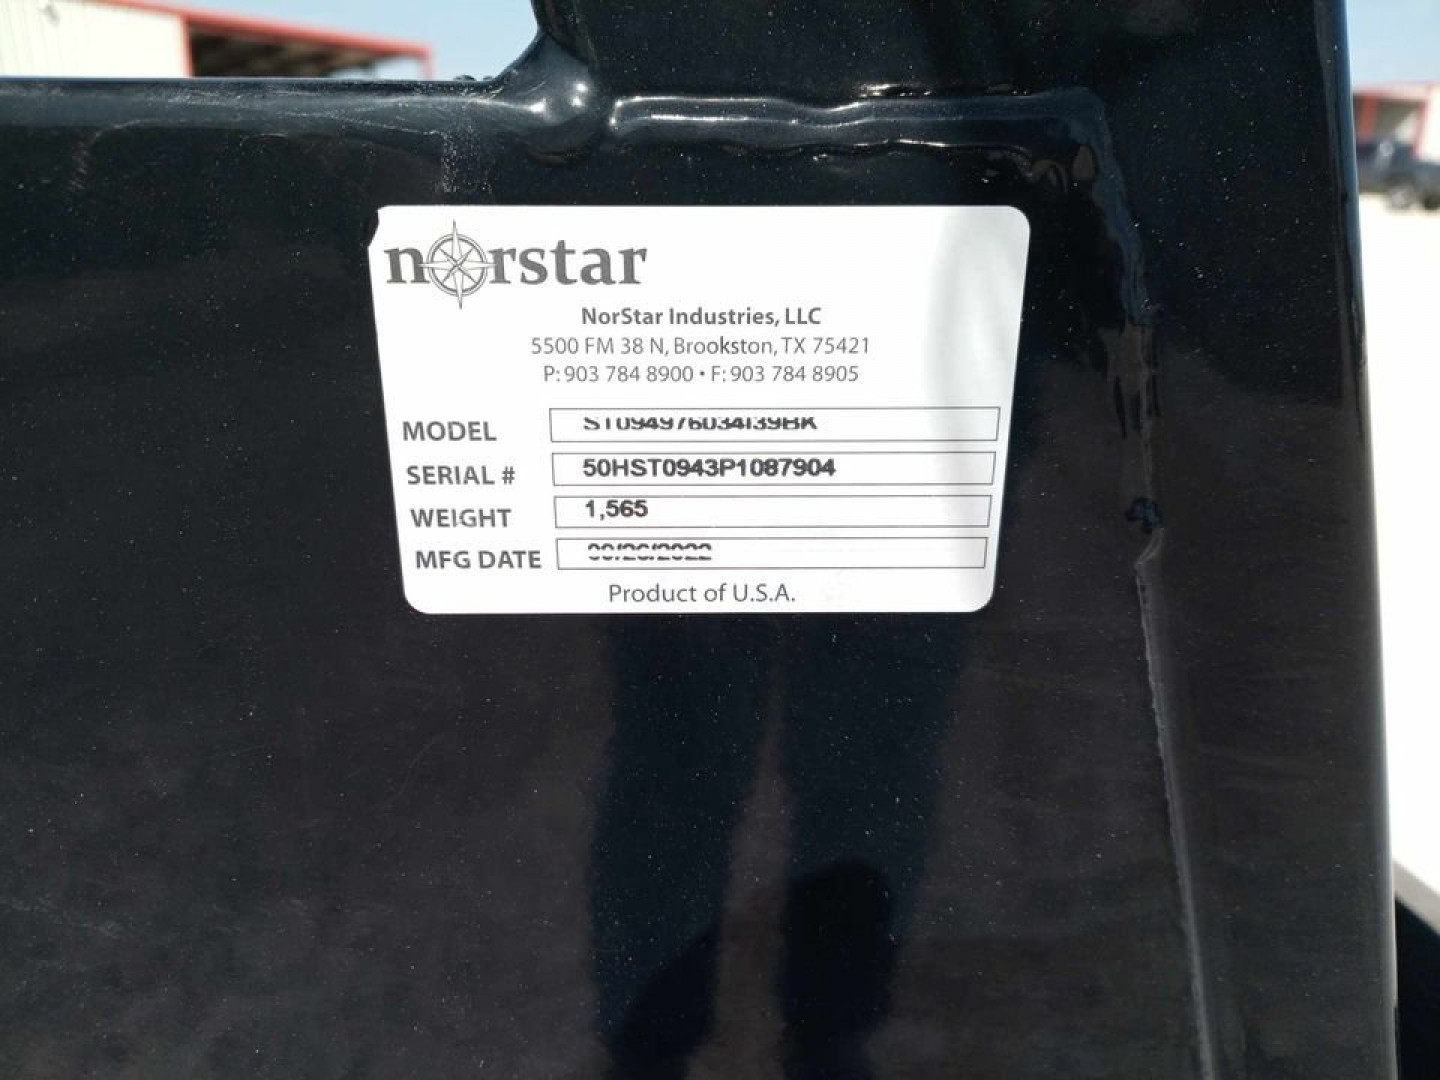 norstar
NorStar Industries, LLC
5500 FM 38 N, Brookston, TX 75421
P: 903 784 8900 • F: 903 784 8905
MODEL
SERIAL # 50HST0943P1087904
WEIGHT 1,565
MFG DATE
Product of U.S.A.